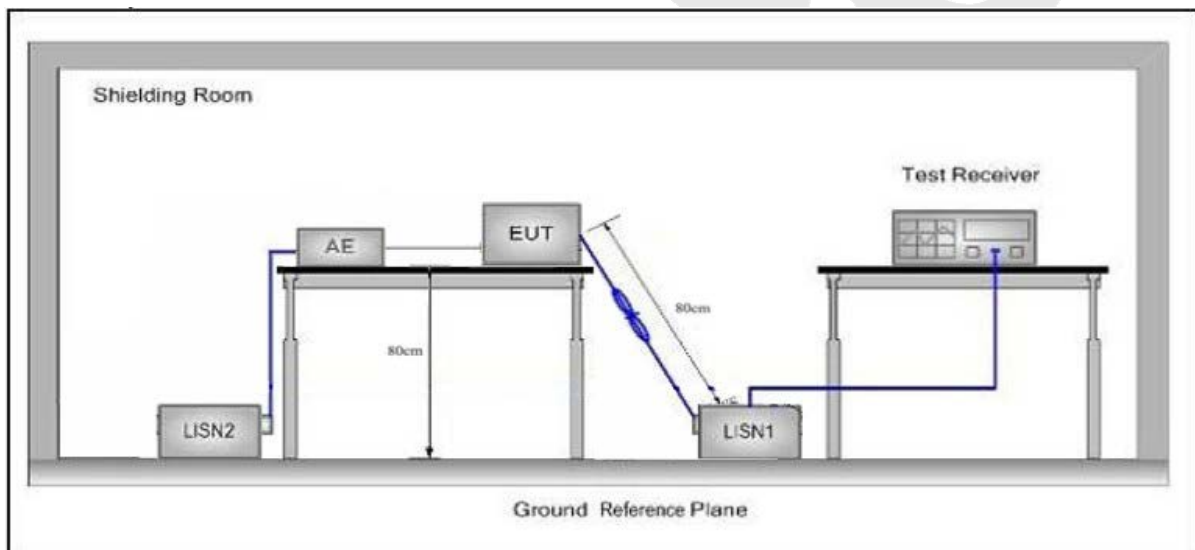 Shielding Room
Test Receiver
AE
EUT
80cm
80cm
LISN2
LISN1
Ground Reference Plane